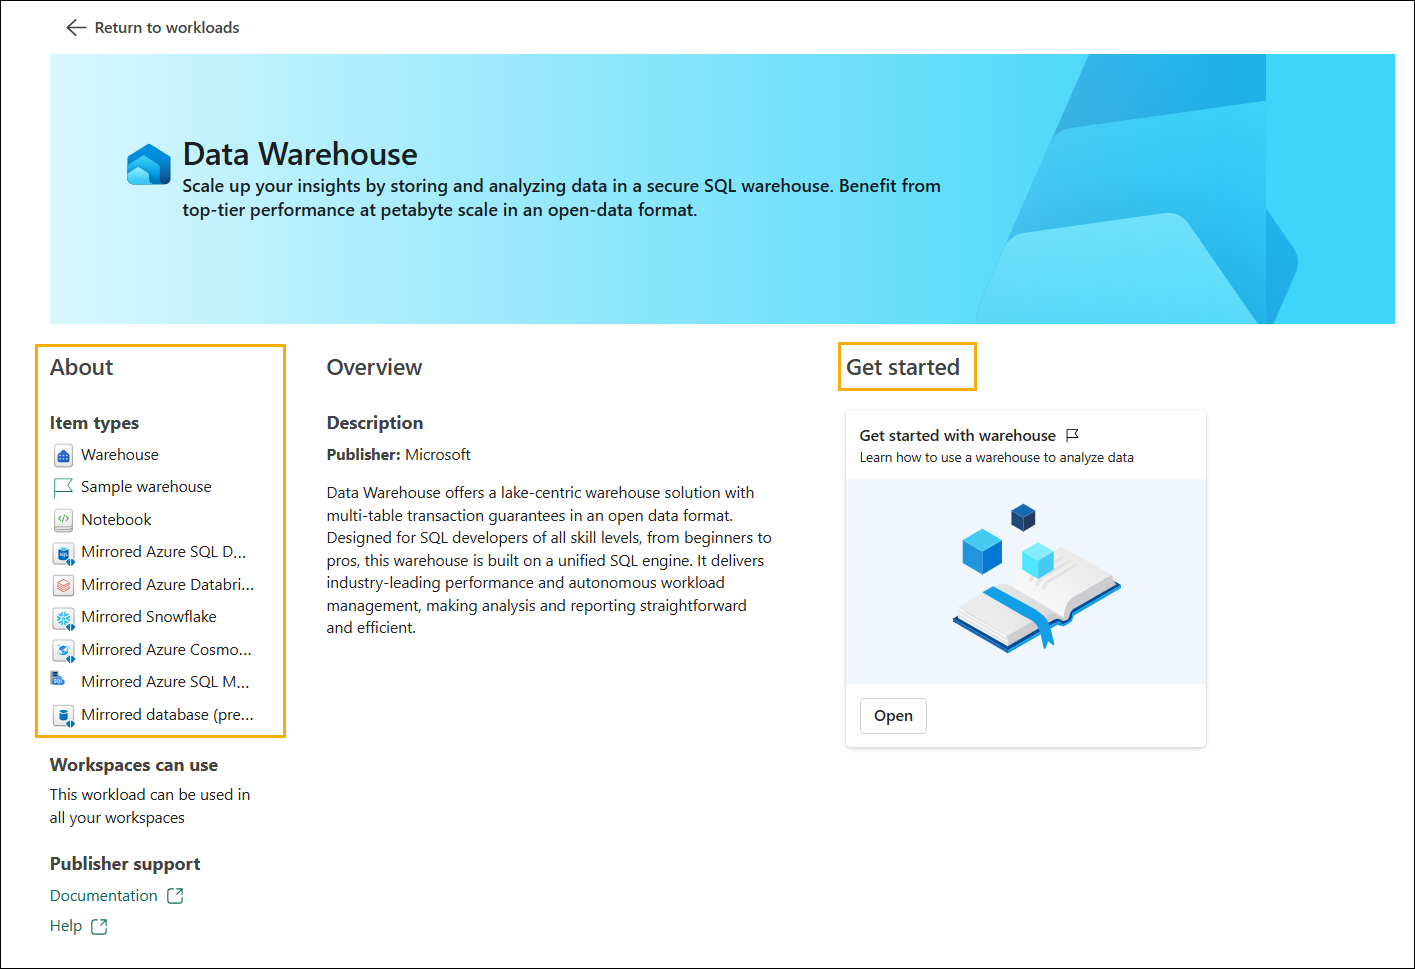 Return to workloads
Data Warehouse
Scale up your insights by storing and analyzing data in a secure SQL warehouse. Benefit from
top-tier performance at petabyte scale in an open-data format.
About
Item types
Warehouse
Sample warehouse
Notebook
Mirrored Azure SQL D...
Mirrored Azure Databri...
Mirrored Snowflake
Mirrored Azure Cosmo...
Mirrored Azure SQL M...
Mirrored database (pre...
Workspaces can use
This workload can be used in
all your workspaces
Publisher support
Documentation
Help
Overview
Description
Publisher: Microsoft
Data Warehouse offers a lake-centric warehouse solution with
multi-table transaction guarantees in an open data format.
Designed for SQL developers of all skill levels, from beginners to
pros, this warehouse is built on a unified SQL engine. It delivers
industry-leading performance and autonomous workload
management, making analysis and reporting straightforward
and efficient.
Get started
Get started with warehouse
Learn how to use a warehouse to analyze data
Open